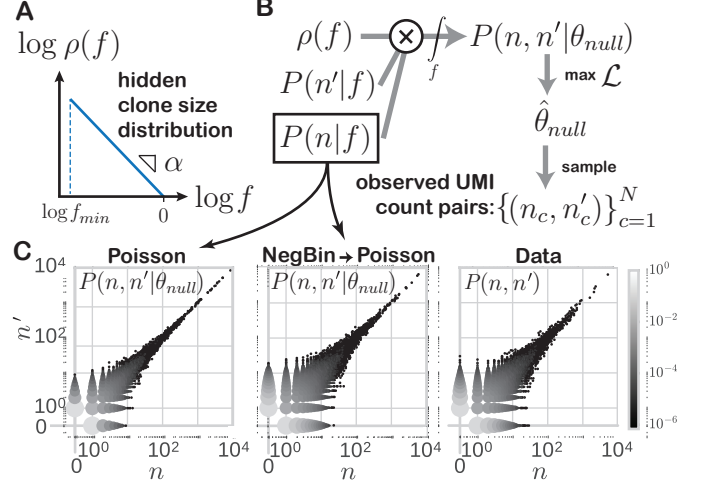 A
log ρ(f)
hidden
clone size
distribution
α
log f
log f_min
0
B
ρ(f)
×
∫
f
P(n, n′|θ_null)
P(n′|f)
P(n|f)
max ℒ
θ̂_null
sample
observed UMI
count pairs: {(n_c, n′_c)}^N_{c=1}
C
Poisson
NegBin → Poisson
Data
10^4
10^2
10^0
0
n′
P(n, n′|θ_null)
P(n, n′|θ_null)
P(n, n′)
10^0
10^-2
10^-4
10^-6
0
10^0
10^2
10^4
n
0
10^0
10^2
10^4
n
0
10^0
10^2
10^4
n